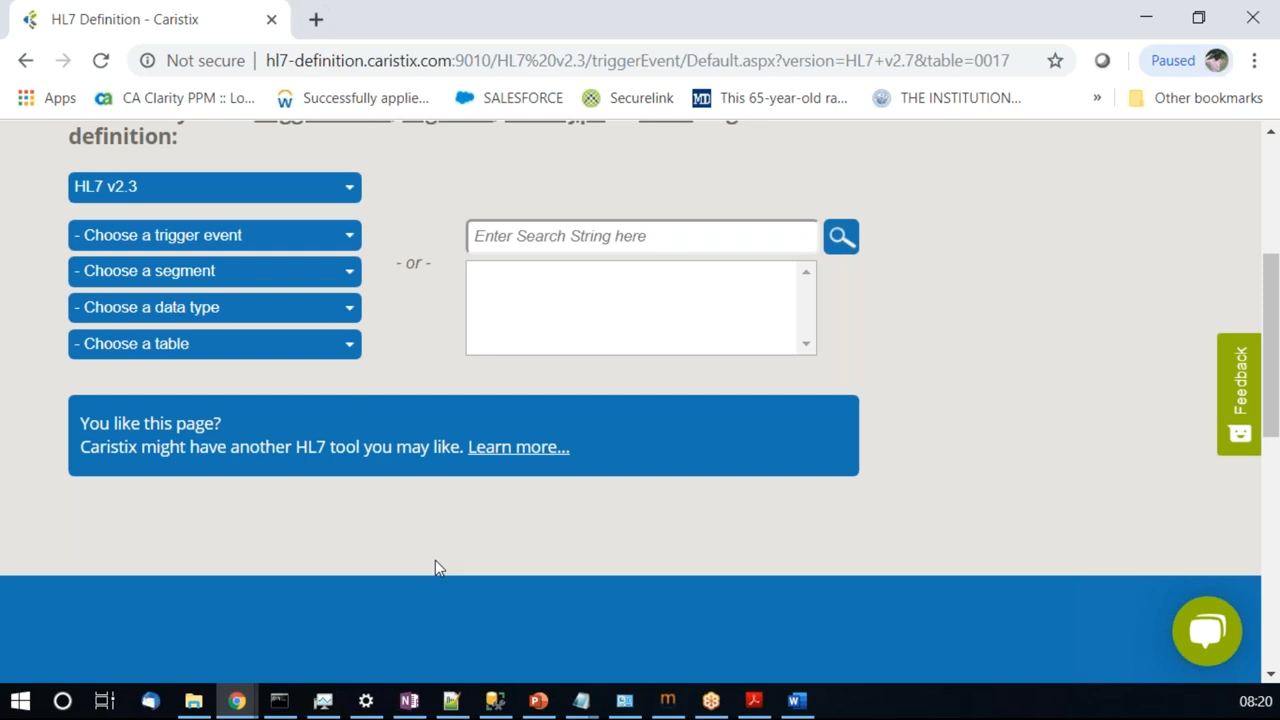 HL7 Definition - Caristix
Not secure | hl7-definition.caristix.com:9010/HL7%20v2.3/triggerEvent/Default.aspx?version=HL7+v2.7&table=0017
Paused
Apps
CA Clarity PPM :: Lo...
Successfully applie...
SALESFORCE
Securelink
MD
This 65-year-old ra...
THE INSTITUTION...
»
Other bookmarks
definition:
HL7 v2.3
- Choose a trigger event
Enter Search String here
- or -
- Choose a segment
- Choose a data type
- Choose a table
Feedback
You like this page?
Caristix might have another HL7 tool you may like. Learn more...
08:20